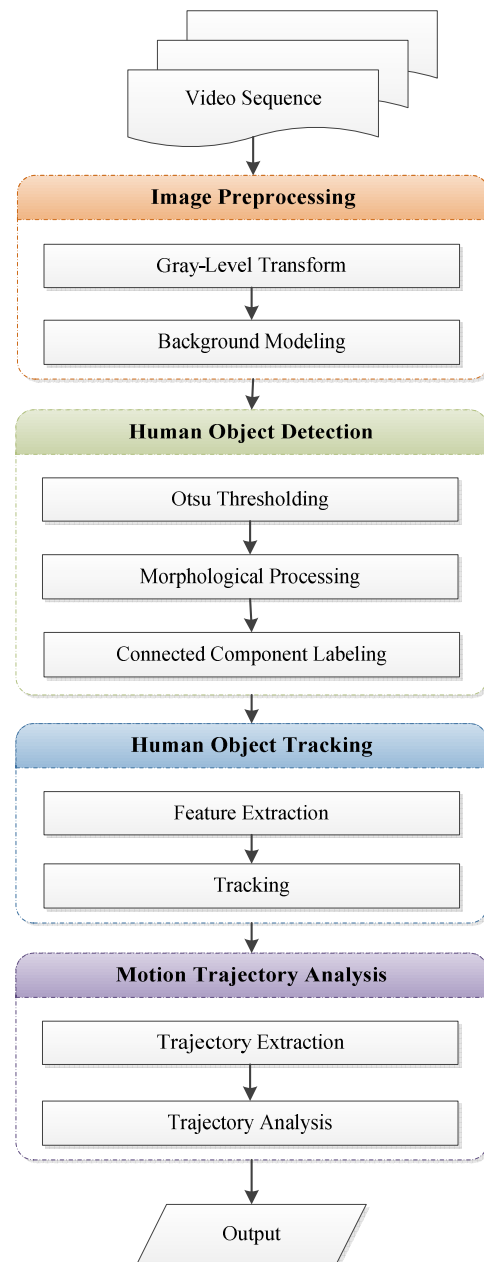 Video Sequence
Image Preprocessing
Gray-Level Transform
Background Modeling
Human Object Detection
Otsu Thresholding
Morphological Processing
Connected Component Labeling
Human Object Tracking
Feature Extraction
Tracking
Motion Trajectory Analysis
Trajectory Extraction
Trajectory Analysis
Output